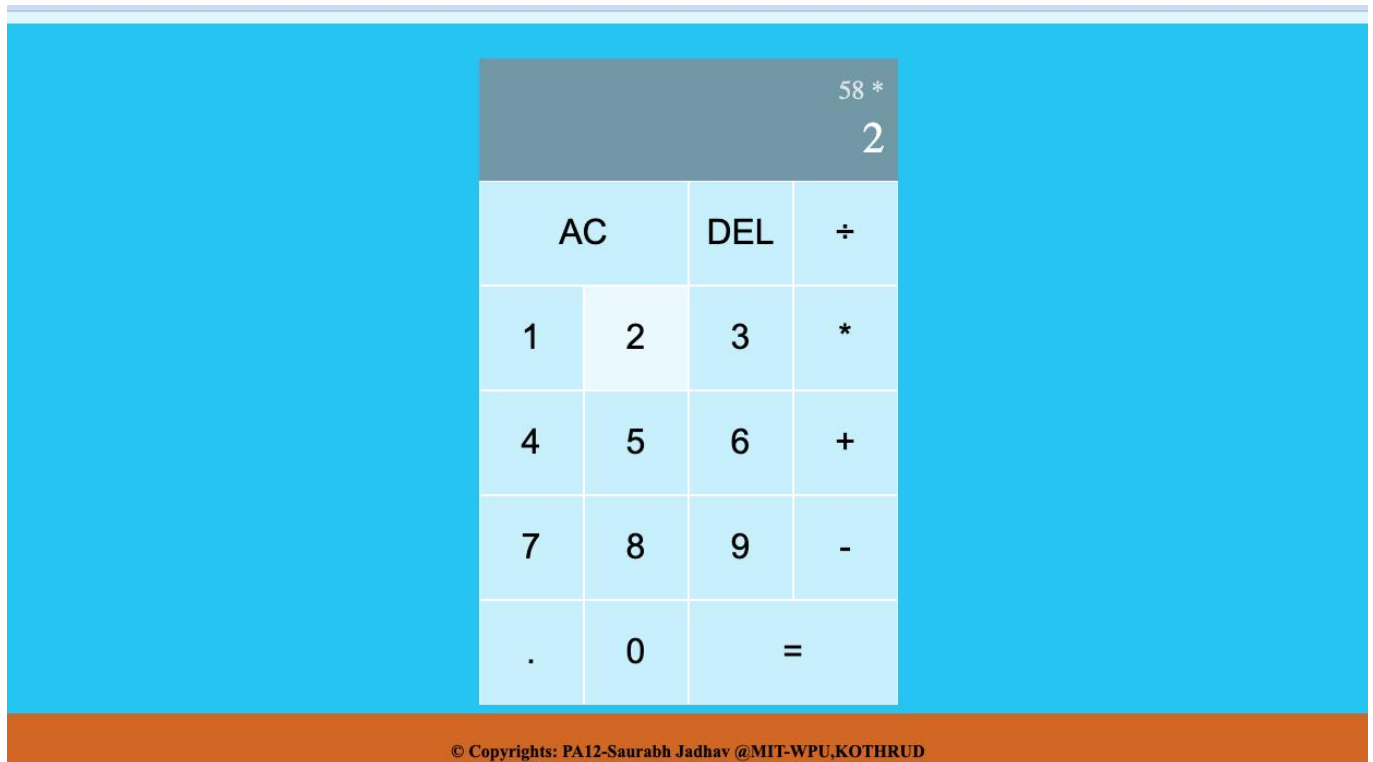 58 *
2
AC DEL ÷
1 2 3 *
4 5 6 +
7 8 9 -
. 0 =
© Copyrights: PA12-Saurabh Jadhav @MIT-WPU,KOTHRUD